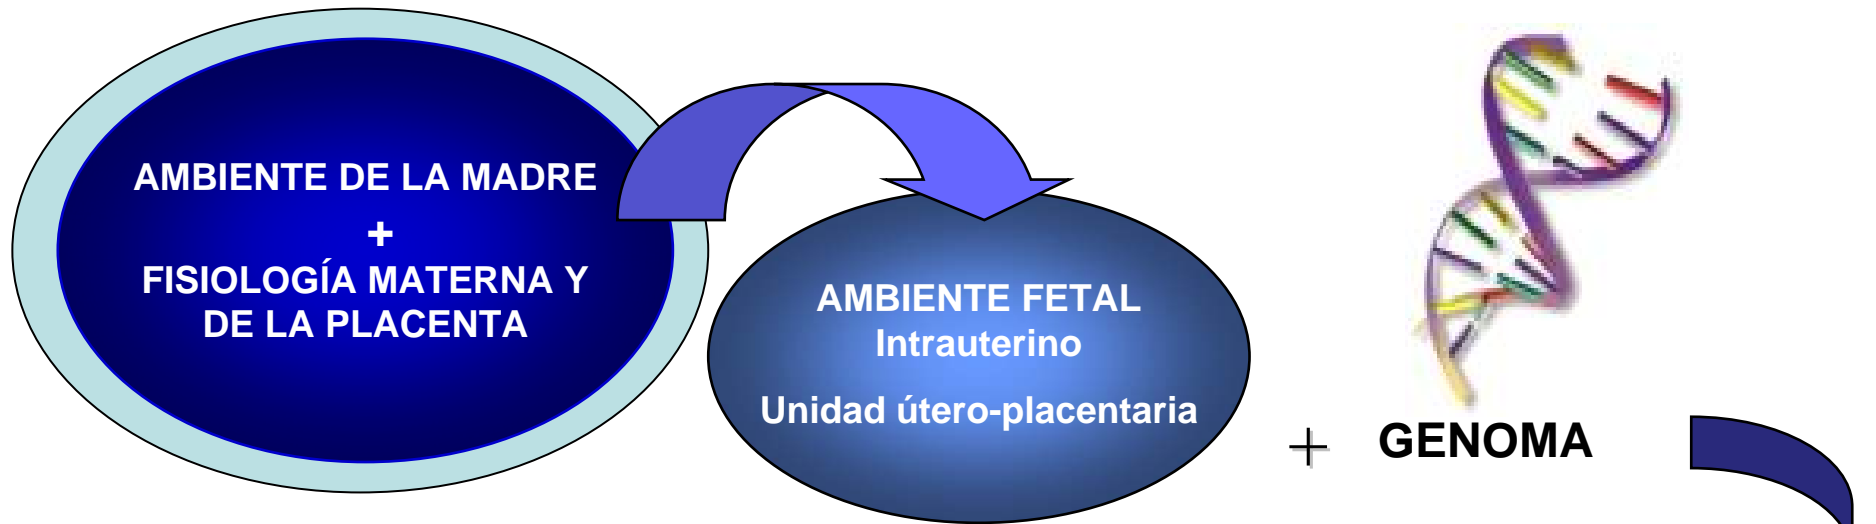 AMBIENTE DE LA MADRE
+
FISIOLOGÍA MATERNA Y
DE LA PLACENTA
AMBIENTE FETAL
Intrauterino
Unidad útero-placentaria
+ GENOMA